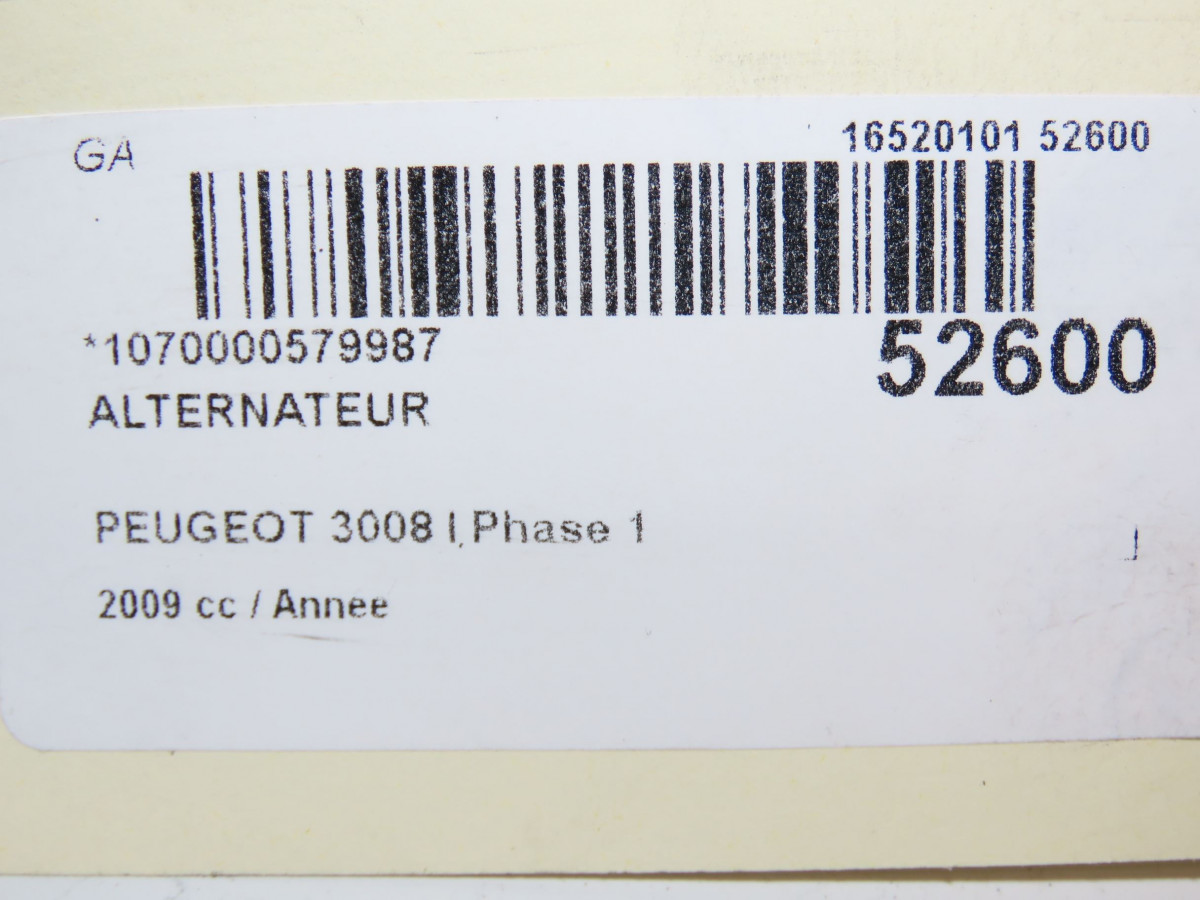 GA
16520101 52600
*1070000579987
52600
ALTERNATEUR
PEUGEOT 3008 I Phase 1
2009 cc / Annee